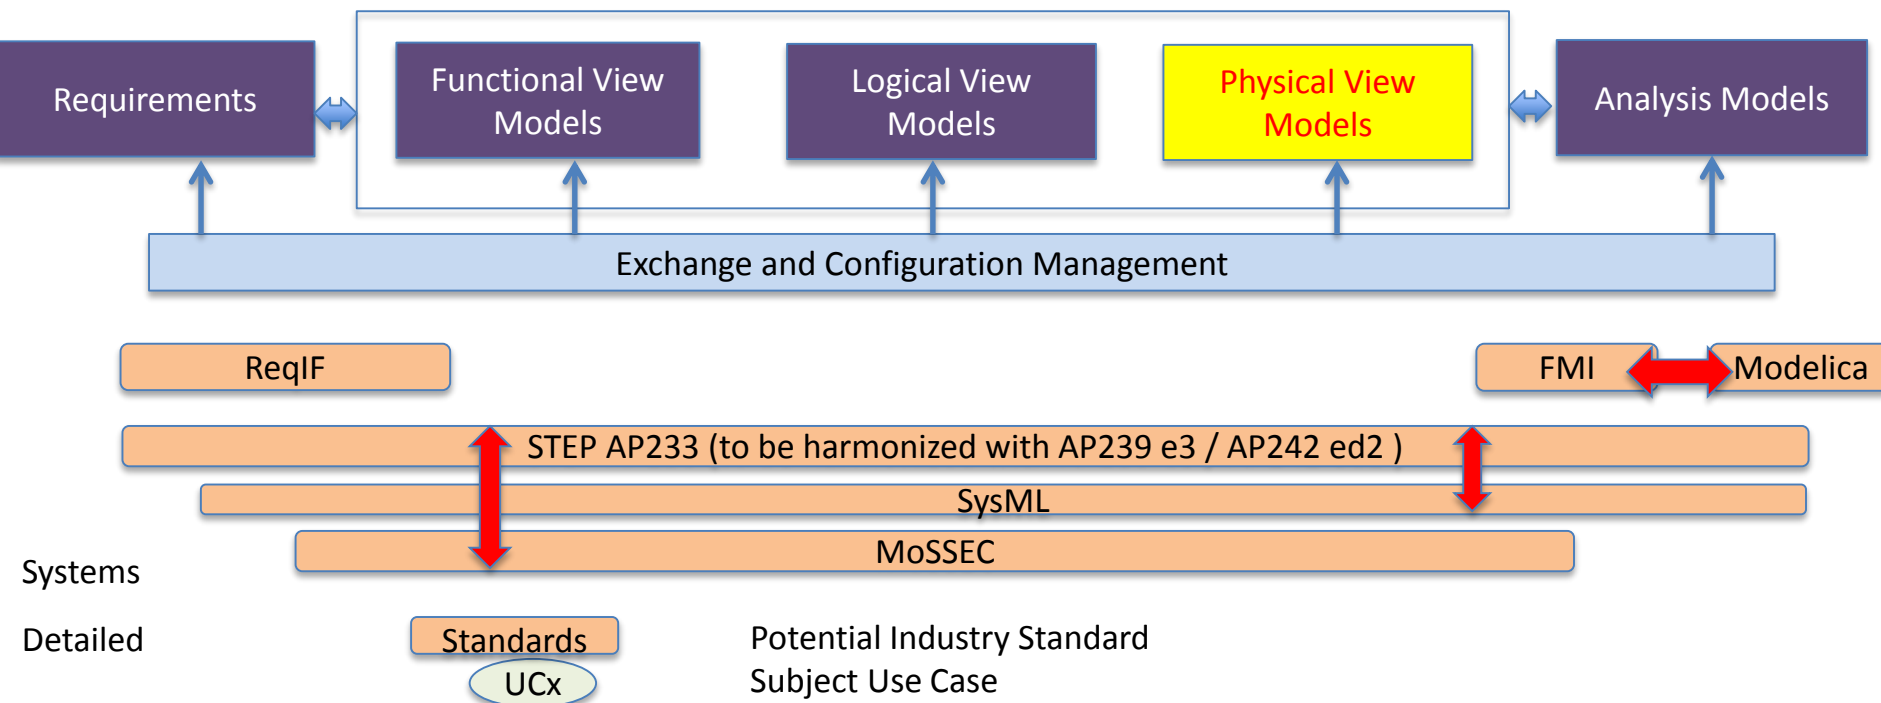 Requirements
Functional View
Models
Logical View
Models
Physical View
Models
Analysis Models
Exchange and Configuration Management
ReqIF
FMI
Modelica
STEP AP233 (to be harmonized with AP239 e3 / AP242 ed2 )
SysML
MoSSEC
Systems
Detailed
Standards
Potential Industry Standard
UCx
Subject Use Case